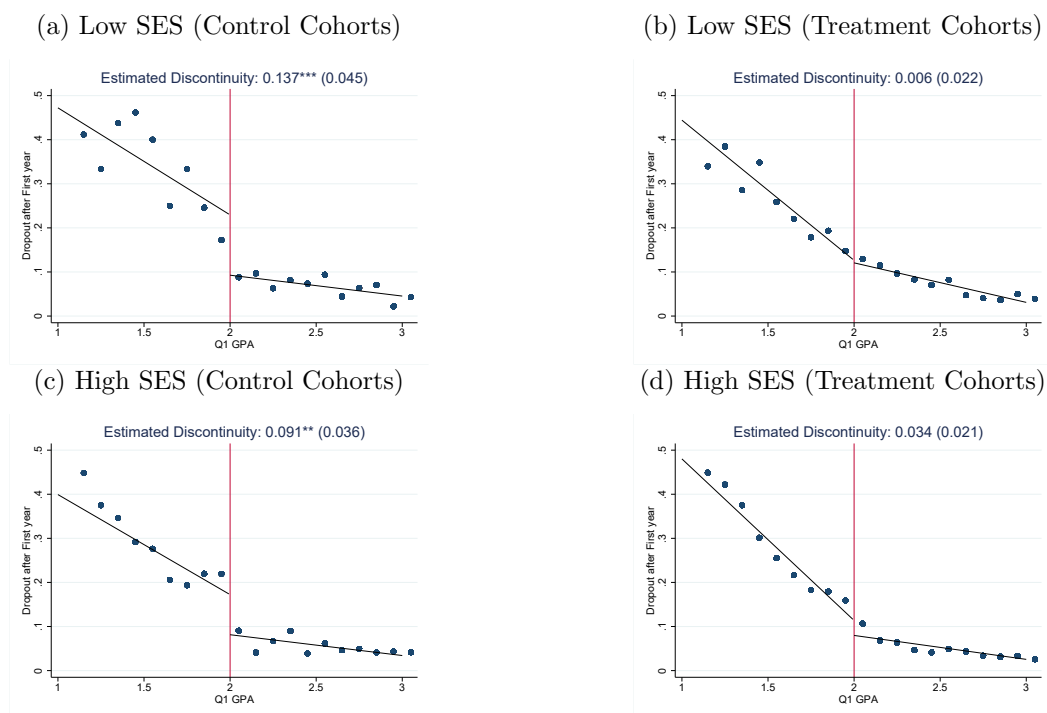 (a) Low SES (Control Cohorts)
Estimated Discontinuity: 0.137*** (0.045)
Dropout after First year
.5
.4
.3
.2
.1
0
1
1.5
2
2.5
3
Q1 GPA
(b) Low SES (Treatment Cohorts)
Estimated Discontinuity: 0.006 (0.022)
Dropout after First year
.5
.4
.3
.2
.1
0
1
1.5
2
2.5
3
Q1 GPA
(c) High SES (Control Cohorts)
Estimated Discontinuity: 0.091** (0.036)
Dropout after First year
.5
.4
.3
.2
.1
0
1
1.5
2
2.5
3
Q1 GPA
(d) High SES (Treatment Cohorts)
Estimated Discontinuity: 0.034 (0.021)
Dropout after First year
.5
.4
.3
.2
.1
0
1
1.5
2
2.5
3
Q1 GPA